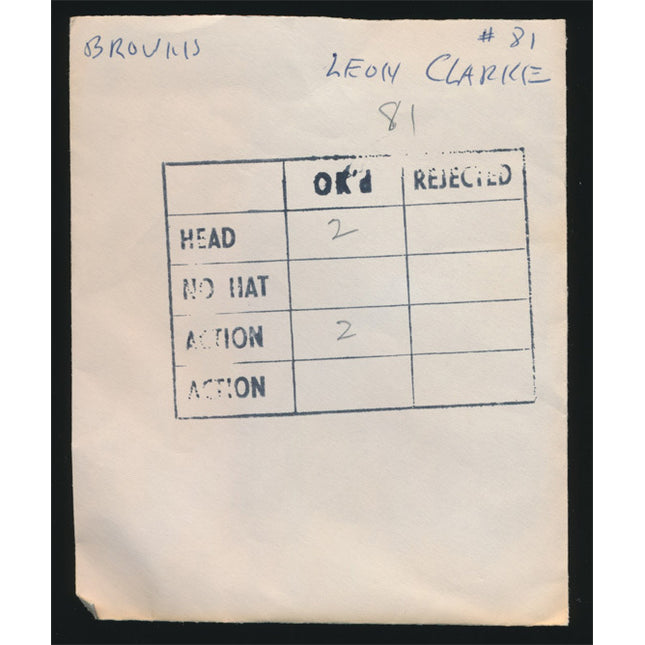 BROWNS
# 81
LEON CLARKE
81
OK'd REJECTED
HEAD 2
NO HAT
ACTION 2
ACTION